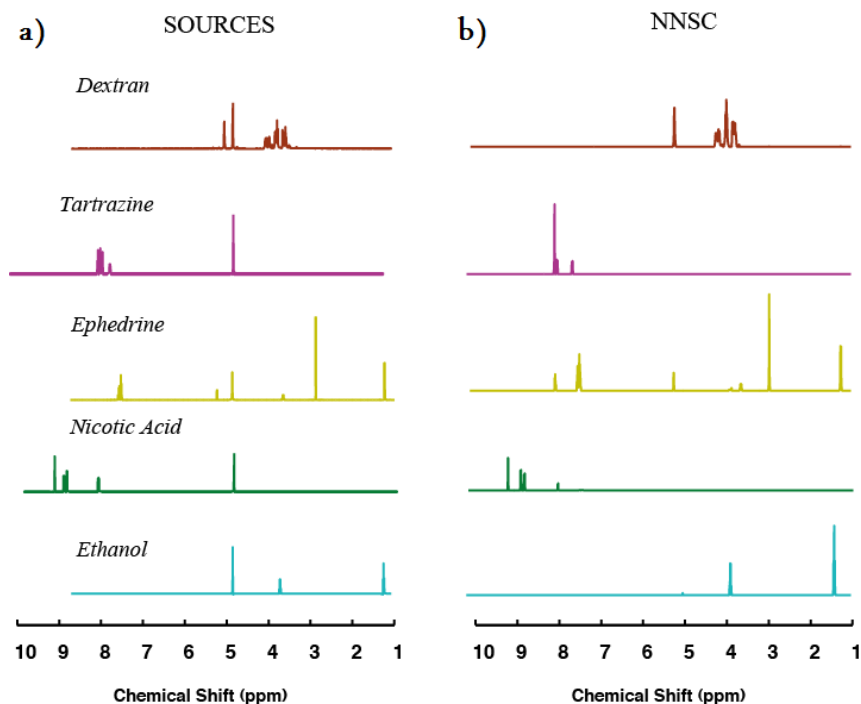 a)
SOURCES
b)
NNSC
Dextran
Tartrazine
Ephedrine
Nicotic Acid
Ethanol
10 9 8 7 6 5 4 3 2 1
10 9 8 7 6 5 4 3 2 1
Chemical Shift (ppm)
Chemical Shift (ppm)